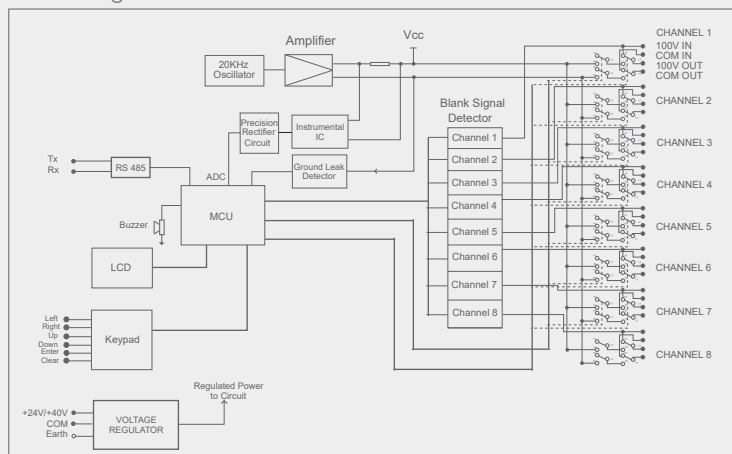 CHANNEL 1
100V IN
COM IN
100V OUT
COM OUT
CHANNEL 2
CHANNEL 3
CHANNEL 4
CHANNEL 5
CHANNEL 6
CHANNEL 7
CHANNEL 8
Vcc
Amplifier
20KHz
Oscillator
Blank Signal
Detector
Channel 1
Channel 2
Channel 3
Channel 4
Channel 5
Channel 6
Channel 7
Channel 8
Precision
Rectifier
Circuit
Instrumental
IC
Ground Leak
Detector
Tx
Rx
RS 485
ADC
MCU
Buzzer
LCD
Left
Right
Up
Down
Enter
Clear
Keypad
Regulated Power
to Circuit
+24V/+40V
COM
Earth
VOLTAGE
REGULATOR